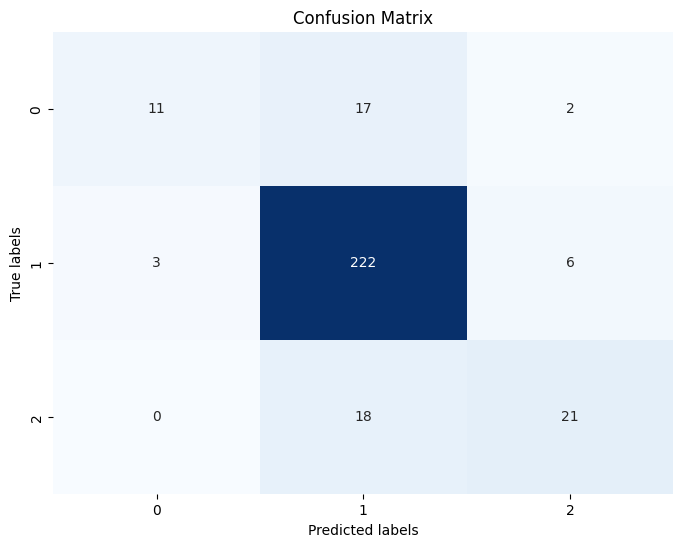 Confusion Matrix
True labels
0
11 17 2
1
3 222 6
2
0 18 21
0 1 2
Predicted labels